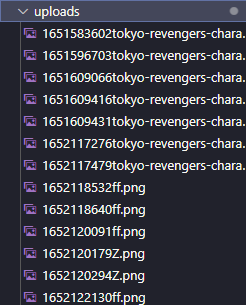 uploads
1651583602tokyo-revengers-chara.
1651596703tokyo-revengers-chara.
1651609066tokyo-revengers-chara.
1651609416tokyo-revengers-chara.
1651609431tokyo-revengers-chara.
1652117276tokyo-revengers-chara.
1652117479tokyo-revengers-chara.
1652118532ff.png
1652118640ff.png
1652120091ff.png
1652120179Z.png
1652120294Z.png
1652122130ff.png